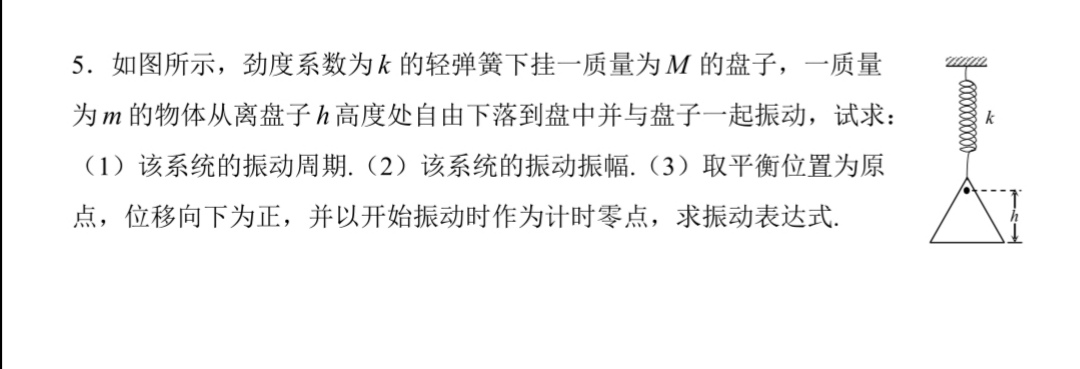 5．如图所示，劲度系数为 k 的轻弹簧下挂一质量为 M 的盘子，一质量
为 m 的物体从离盘子 h 高度处自由下落到盘中并与盘子一起振动，试求：
（1）该系统的振动周期.（2）该系统的振动振幅.（3）取平衡位置为原
点，位移向下为正，并以开始振动时作为计时零点，求振动表达式.
k
h